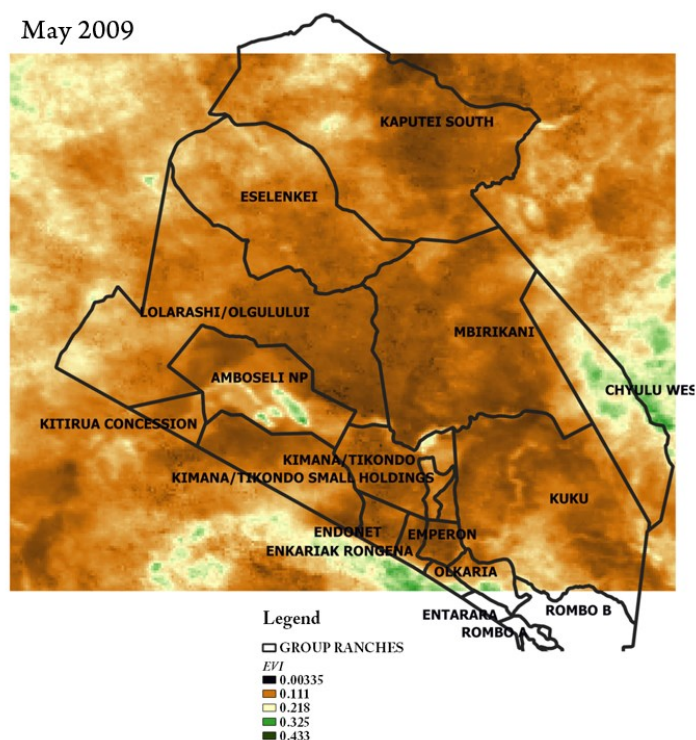 May 2009
KAPUTEI SOUTH
ESELENKEI
LOLARASHI/OLGULULUI
MBIRIKANI
AMBOSELI NP
CHYULU WES
KITIRUA CONCESSION
KIMANA/TIKONDO
KIMANA/TIKONDO SMALL HOLDINGS
KUKU
ENDONET
EMPERON
ENKARIAK RONGENA
OLKARIA
ENTARARA
ROMBO B
ROMBO A
Legend
GROUP RANCHES
EVI
0.00335
0.111
0.218
0.325
0.433